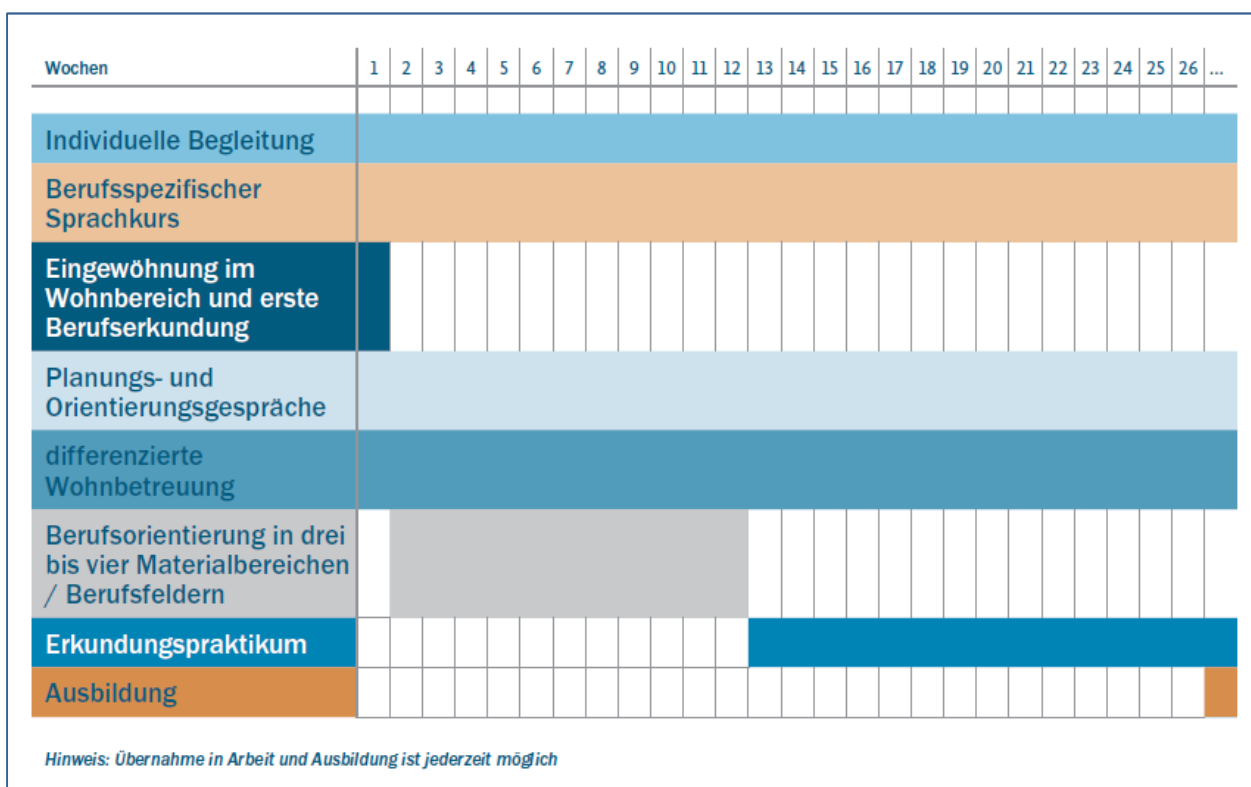 Wochen 1 2 3 4 5 6 7 8 9 10 11 12 13 14 15 16 17 18 19 20 21 22 23 24 25 26 ...
Individuelle Begleitung
Berufsspezifischer
Sprachkurs
Eingewöhnung im
Wohnbereich und erste
Berufserkundung
Planungs- und
Orientierungsgespräche
differenzierte
Wohnbetreuung
Berufsorientierung in drei
bis vier Materialbereichen
/ Berufsfeldern
Erkundungspraktikum
Ausbildung
Hinweis: Übernahme in Arbeit und Ausbildung ist jederzeit möglich